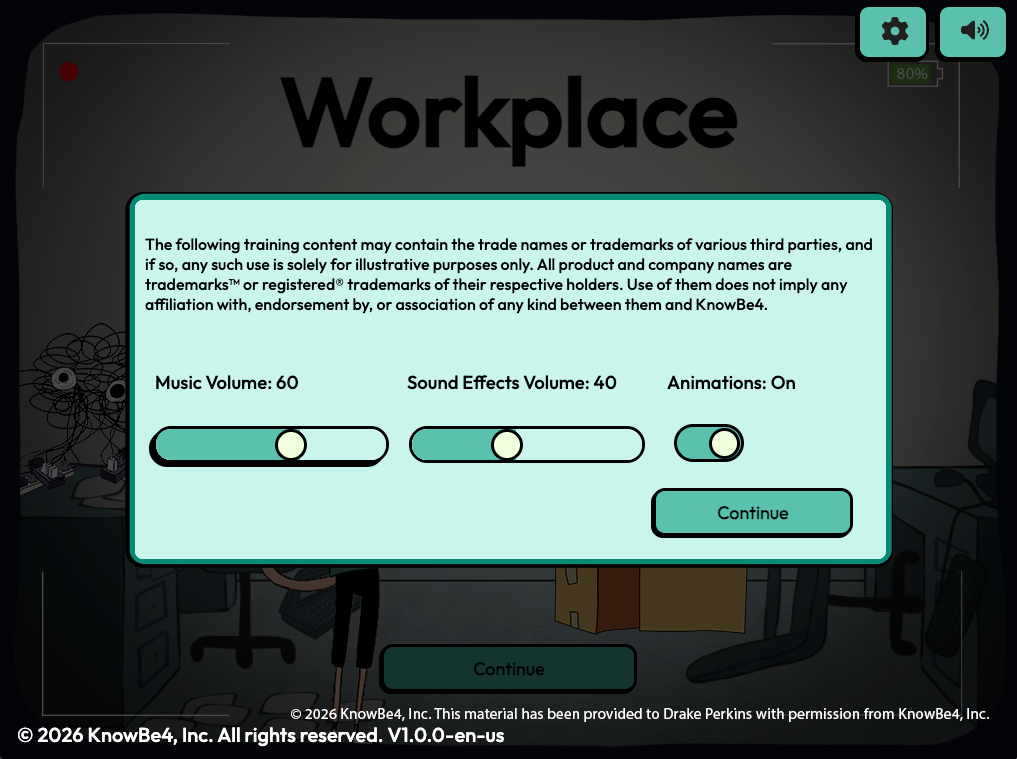 80%
Workplace
The following training content may contain the trade names or trademarks of various third parties, and
if so, any such use is solely for illustrative purposes only. All product and company names are
trademarks™ or registered® trademarks of their respective holders. Use of them does not imply any
affiliation with, endorsement by, or association of any kind between them and KnowBe4.
Music Volume: 60
Sound Effects Volume: 40
Animations: On
Continue
Continue
© 2026 KnowBe4, Inc. This material has been provided to Drake Perkins with permission from KnowBe4, Inc.
© 2026 KnowBe4, Inc. All rights reserved. V1.0.0-en-us